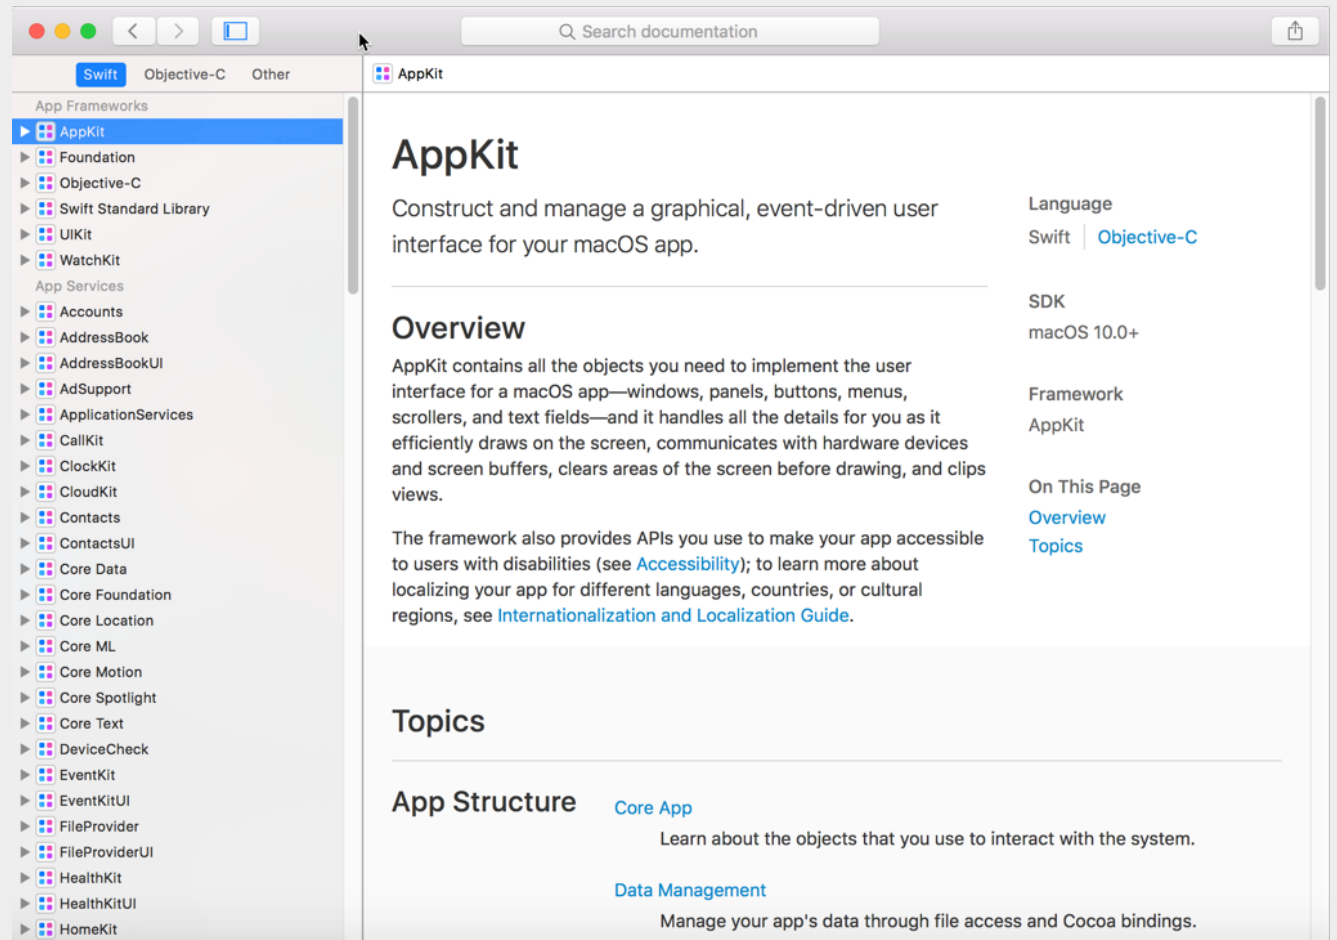 Search documentation
Swift Objective-C Other
App Frameworks
AppKit
Foundation
Objective-C
Swift Standard Library
UIKit
WatchKit
App Services
Accounts
AddressBook
AddressBookUI
AdSupport
ApplicationServices
CallKit
ClockKit
CloudKit
Contacts
ContactsUI
Core Data
Core Foundation
Core Location
Core ML
Core Motion
Core Spotlight
Core Text
DeviceCheck
EventKit
EventKitUI
FileProvider
FileProviderUI
HealthKit
HealthKitUI
HomeKit
AppKit
AppKit
Construct and manage a graphical, event-driven user
interface for your macOS app.
Overview
AppKit contains all the objects you need to implement the user
interface for a macOS app—windows, panels, buttons, menus,
scrollers, and text fields—and it handles all the details for you as it
efficiently draws on the screen, communicates with hardware devices
and screen buffers, clears areas of the screen before drawing, and clips
views.
The framework also provides APIs you use to make your app accessible
to users with disabilities (see Accessibility); to learn more about
localizing your app for different languages, countries, or cultural
regions, see Internationalization and Localization Guide.
Language
Swift Objective-C
SDK
macOS 10.0+
Framework
AppKit
On This Page
Overview
Topics
Topics
App Structure
Core App
Learn about the objects that you use to interact with the system.
Data Management
Manage your app's data through file access and Cocoa bindings.